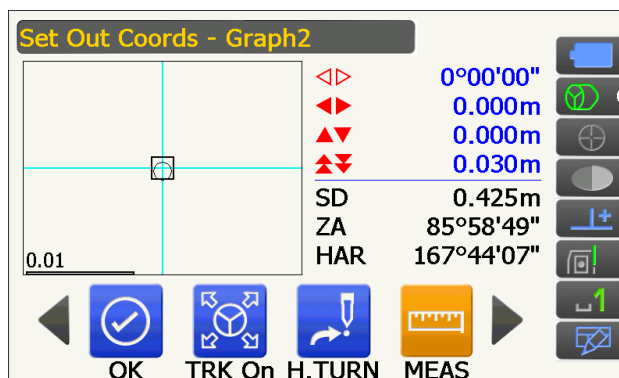 Set Out Coords - Graph2
0°00'00"
0.000m
0.000m
0.030m
SD 0.425m
ZA 85°58'49"
HAR 167°44'07"
0.01
OK TRK On H.TURN MEAS
1